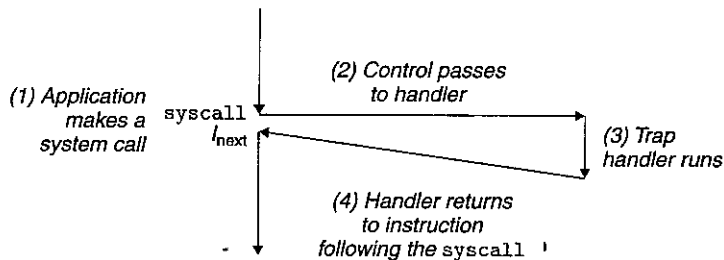 (1) Application
makes a
system call
syscall
Inext
(2) Control passes
to handler
(3) Trap
handler runs
(4) Handler returns
to instruction
following the syscall